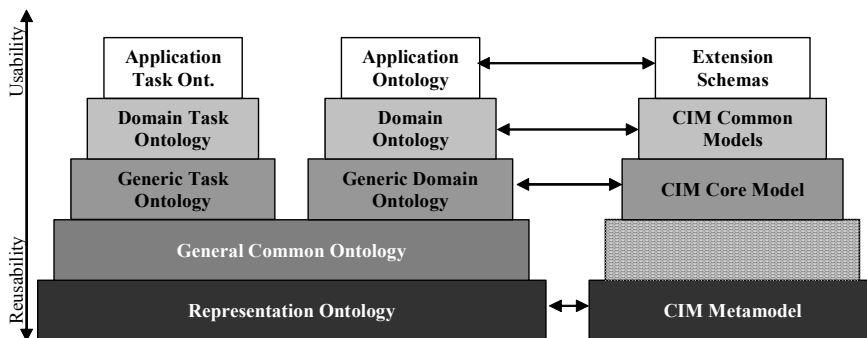 Usability
Reusability
Application
Task Ont.
Application
Ontology
Extension
Schemas
Domain Task
Ontology
Domain
Ontology
CIM Common
Models
Generic Task
Ontology
Generic Domain
Ontology
CIM Core Model
General Common Ontology
Representation Ontology
CIM Metamodel